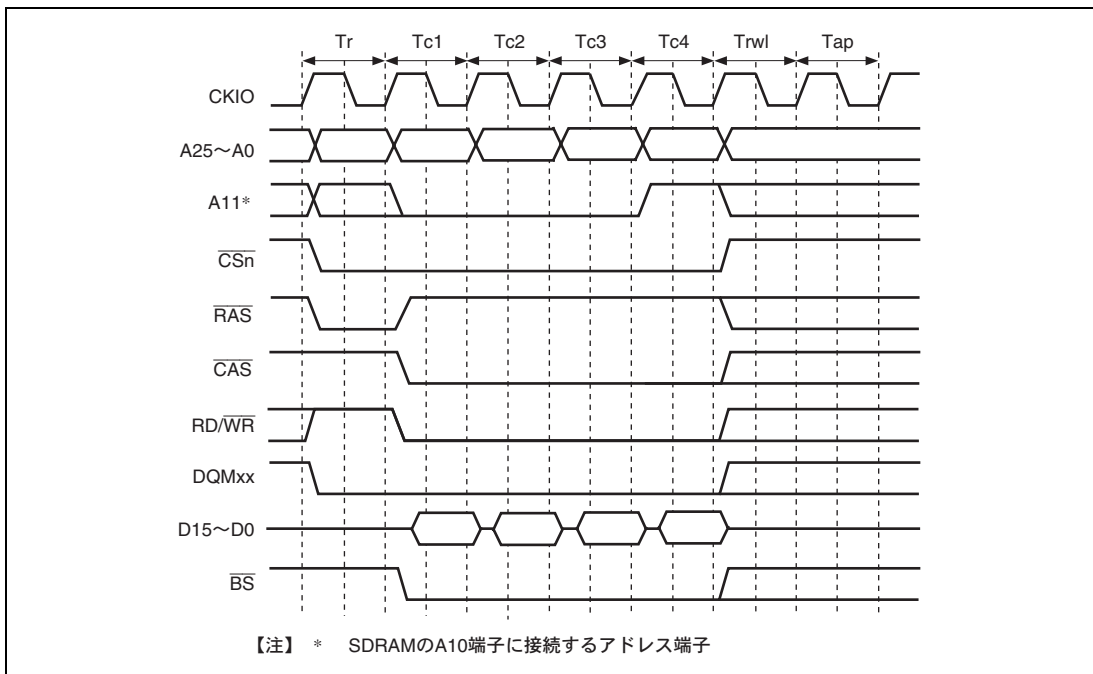 Tr Tc1 Tc2 Tc3 Tc4 Trwl Tap
CKIO
A25～A0
A11*
CSn
RAS
CAS
RD/WR
DQMxx
D15～D0
BS
【注】 * SDRAMのA10端子に接続するアドレス端子